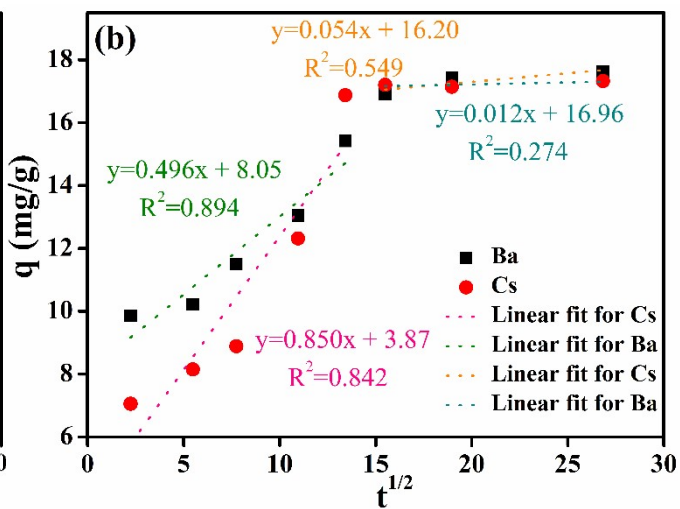 (b)
y=0.054x + 16.20
R²=0.549
y=0.012x + 16.96
R²=0.274
y=0.496x + 8.05
R²=0.894
y=0.850x + 3.87
R²=0.842
Ba
Cs
Linear fit for Cs
Linear fit for Ba
Linear fit for Cs
Linear fit for Ba
q (mg/g)
18
16
14
12
10
8
6
0
0 5 10 15 20 25 30
t^{1/2}